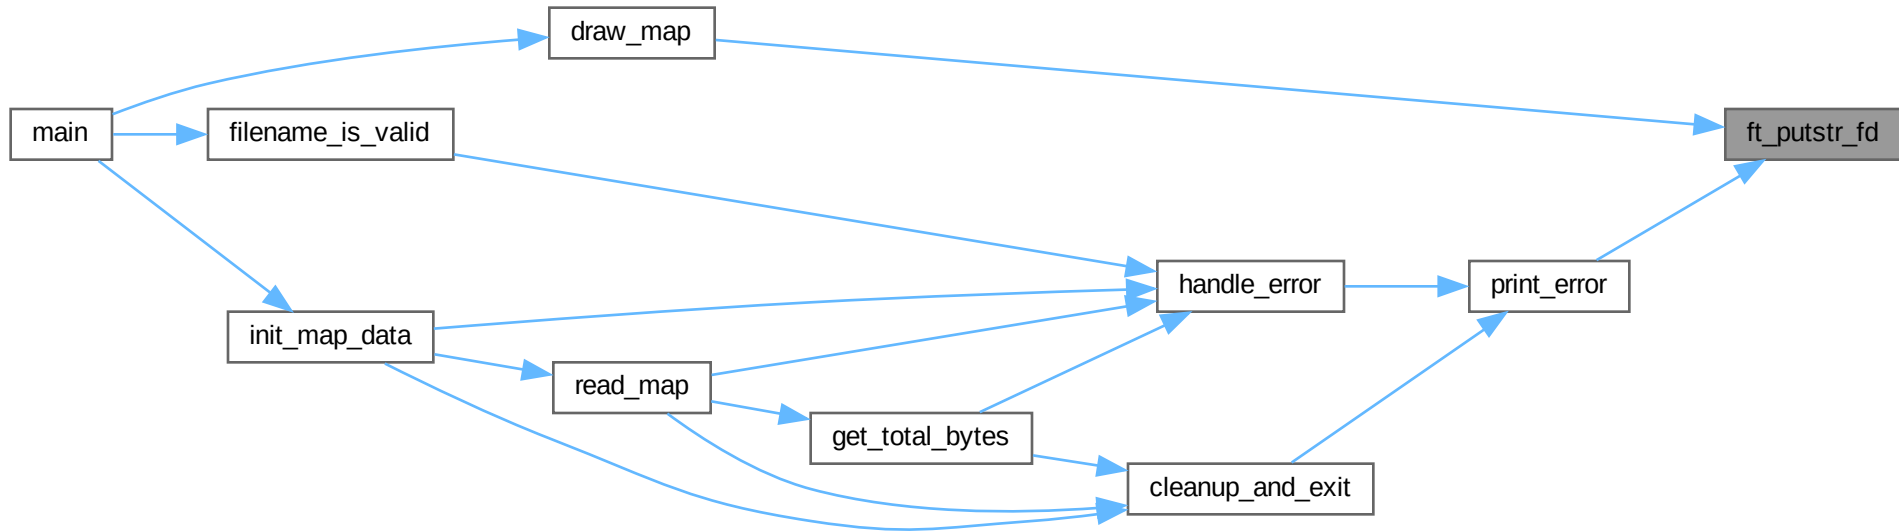 draw_map
main
filename_is_valid
ft_putstr_fd
handle_error
print_error
init_map_data
read_map
get_total_bytes
cleanup_and_exit